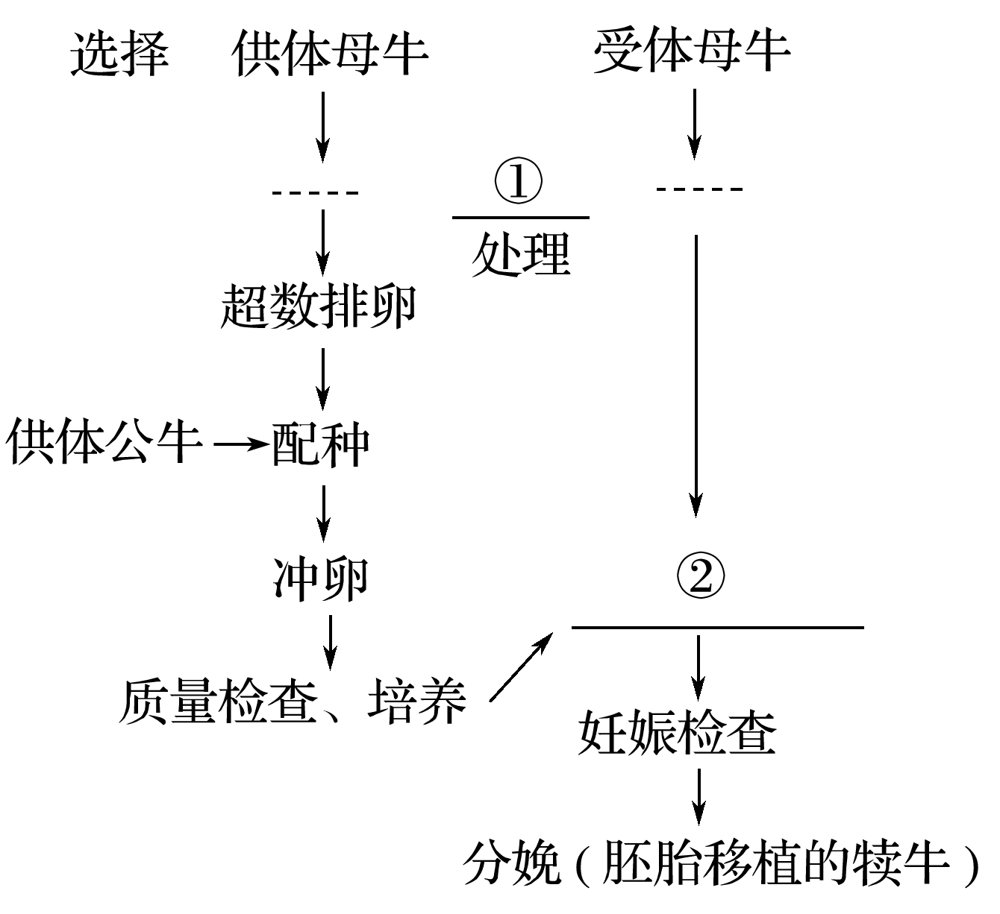 选择 供体母牛 受体母牛
①
处理
超数排卵
供体公牛 配种
冲卵
②
质量检查、培养
妊娠检查
分娩(胚胎移植的犊牛)